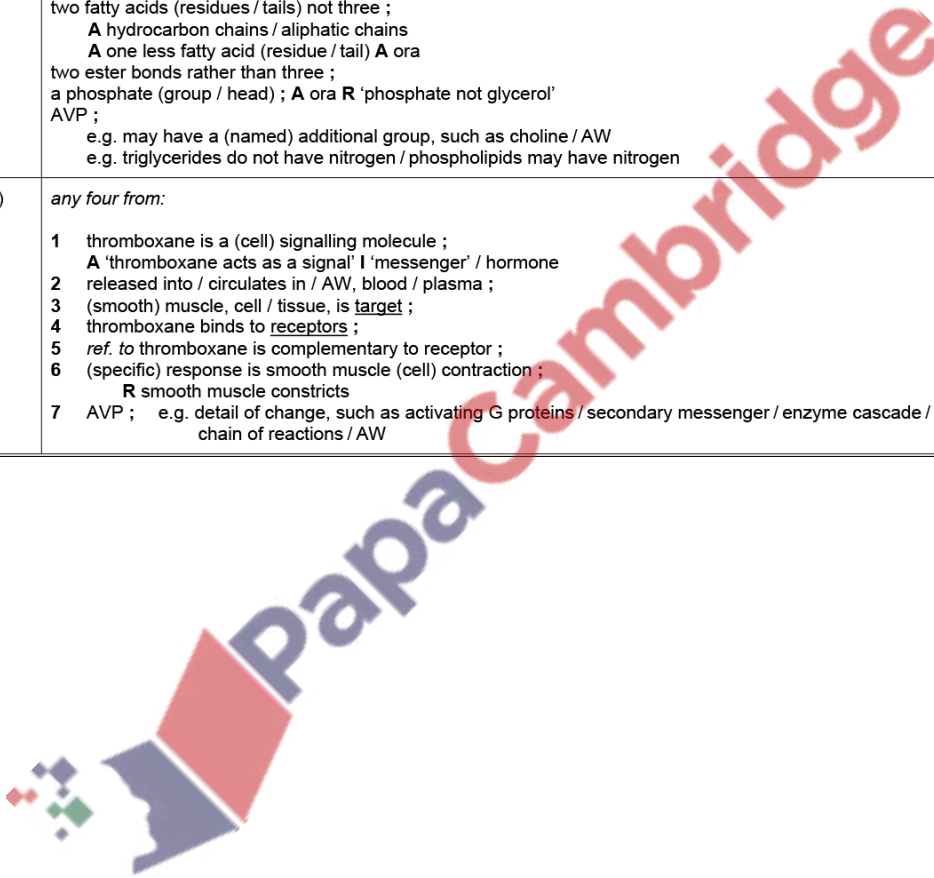 two fatty acids (residues / tails) not three ;
A hydrocarbon chains / aliphatic chains
A one less fatty acid (residue / tail) A ora
two ester bonds rather than three ;
a phosphate (group / head) ; A ora R ‘phosphate not glycerol’
AVP ;
e.g. may have a (named) additional group, such as choline / AW
e.g. triglycerides do not have nitrogen / phospholipids may have nitrogen
) any four from:
1 thromboxane is a (cell) signalling molecule ;
A ‘thromboxane acts as a signal’ I ‘messenger’ / hormone
2 released into / circulates in / AW, blood / plasma ;
3 (smooth) muscle, cell / tissue, is target ;
4 thromboxane binds to receptors ;
5 ref. to thromboxane is complementary to receptor ;
6 (specific) response is smooth muscle (cell) contraction ;
R smooth muscle constricts
7 AVP ; e.g. detail of change, such as activating G proteins / secondary messenger / enzyme cascade /
chain of reactions / AW
PapaCambridge